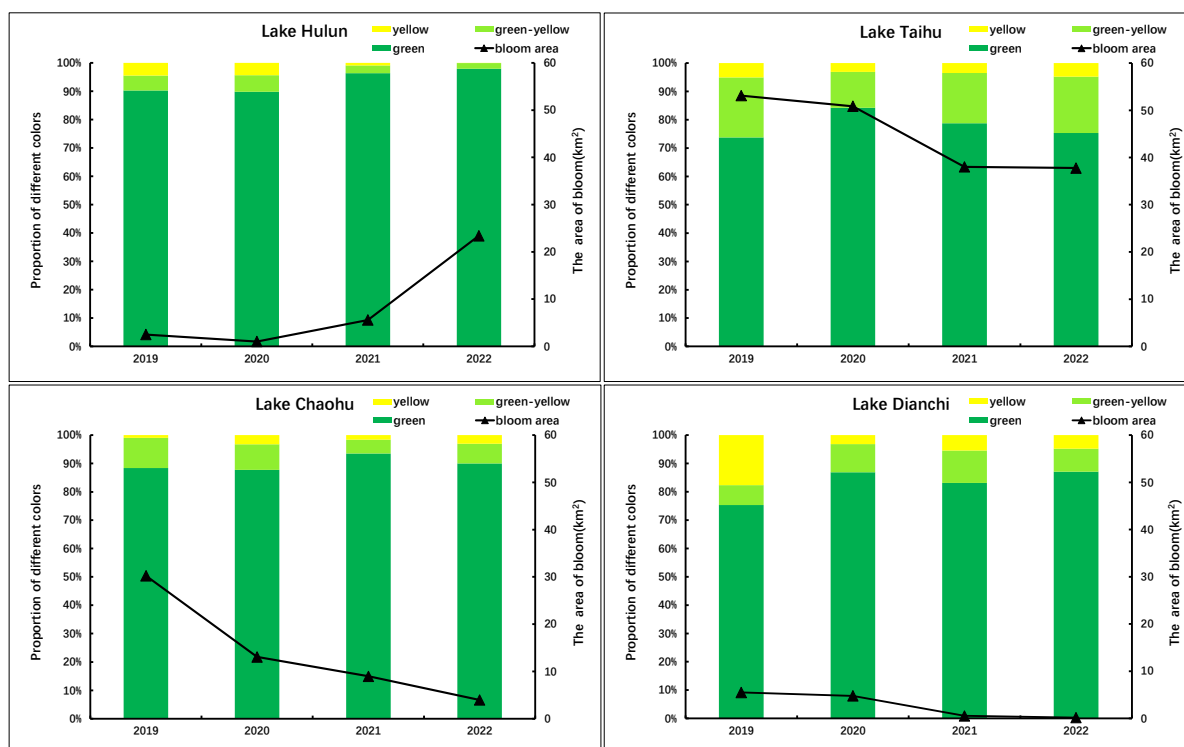 Lake Hulun
yellow
green-yellow
green
bloom area
Proportion of different colors
100%
90%
80%
70%
60%
50%
40%
30%
20%
10%
0%
60
50
40
30
20
10
0
The area of bloom(km²)
2019 2020 2021 2022
Lake Taihu
yellow
green-yellow
green
bloom area
Proportion of different colors
100%
90%
80%
70%
60%
50%
40%
30%
20%
10%
0%
60
50
40
30
20
10
0
The area of bloom(km²)
2019 2020 2021 2022
Lake Chaohu
yellow
green-yellow
green
bloom area
Proportion of different colors
100%
90%
80%
70%
60%
50%
40%
30%
20%
10%
0%
60
50
40
30
20
10
0
The area of bloom(km²)
2019 2020 2021 2022
Lake Dianchi
yellow
green-yellow
green
bloom area
Proportion of different colors
100%
90%
80%
70%
60%
50%
40%
30%
20%
10%
0%
60
50
40
30
20
10
0
The area of bloom(km²)
2019 2020 2021 2022